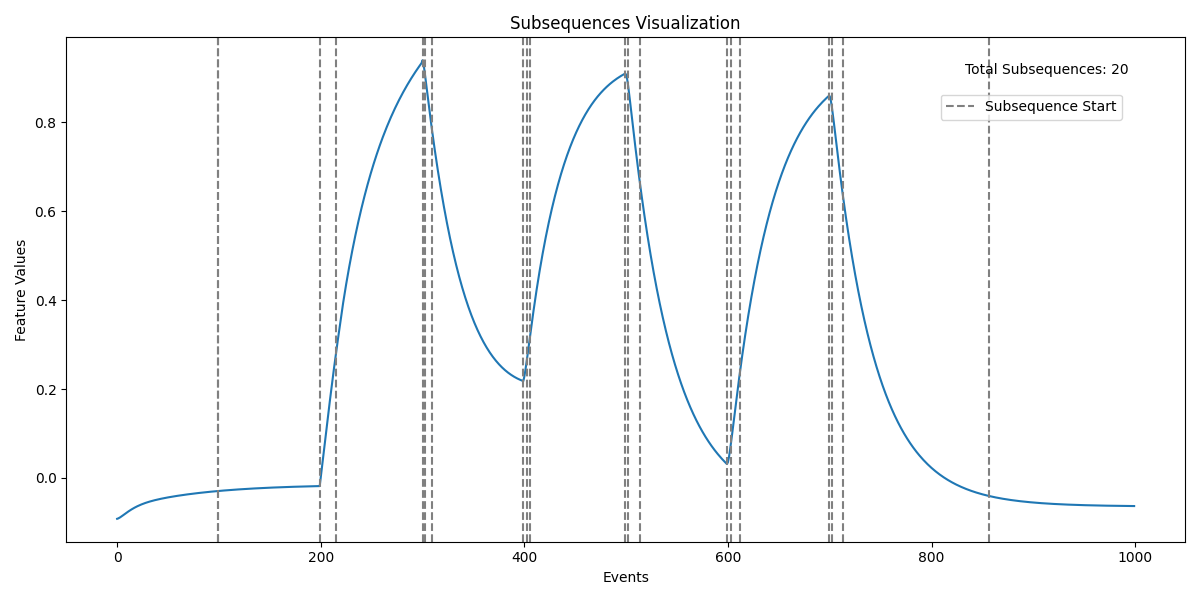 Subsequences Visualization
Total Subsequences: 20
Subsequence Start
Feature Values
0.8
0.6
0.4
0.2
0.0
0 200 400 600 800 1000
Events